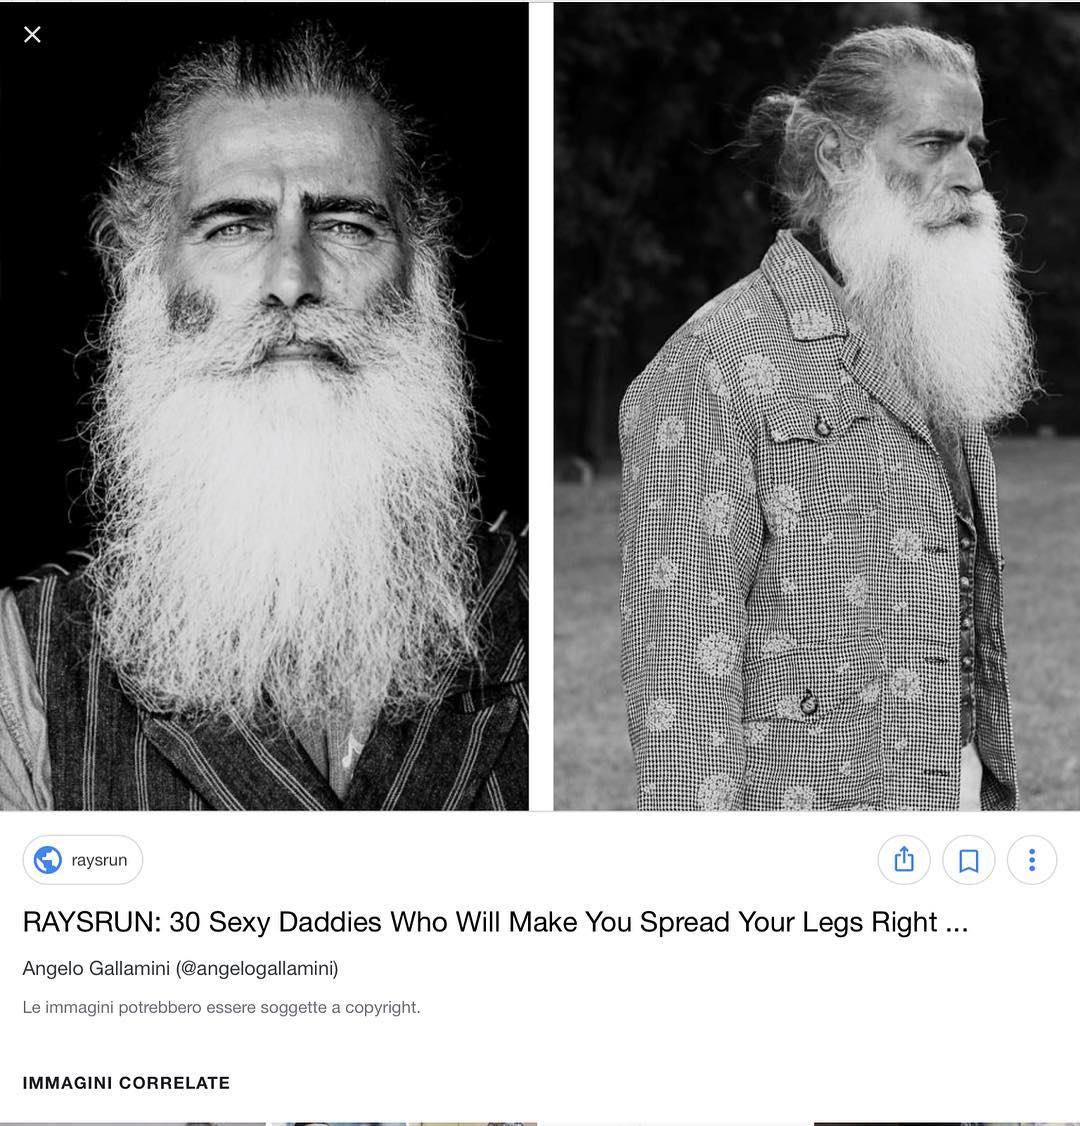 raysrun
RAYSRUN: 30 Sexy Daddies Who Will Make You Spread Your Legs Right ...
Angelo Gallamini (@angelogallamini)
Le immagini potrebbero essere soggette a copyright.
IMMAGINI CORRELATE